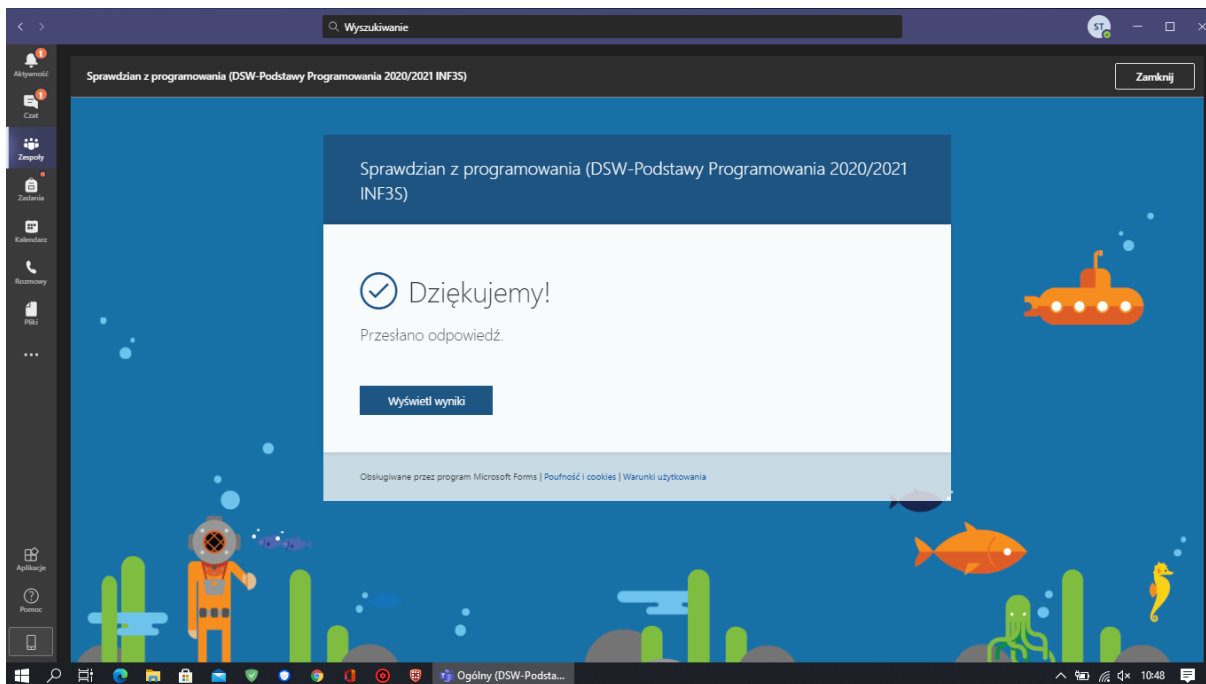 Wyszukiwanie
ST
1
Aktywność
Sprawdzian z programowania (DSW-Podstawy Programowania 2020/2021 INF3S)
Zamknij
1
Czat
Zespoły
Zadania
Kalendarz
Rozmowy
Pliki
Sprawdzian z programowania (DSW-Podstawy Programowania 2020/2021
INF3S)
Dziękujemy!
Przesłano odpowiedź.
Wyświetl wyniki
Obsługiwane przez program Microsoft Forms | Poufność i cookies | Warunki użytkowania
Aplikacje
Pomoc
Ogólny (DSW-Podsta...
10:48